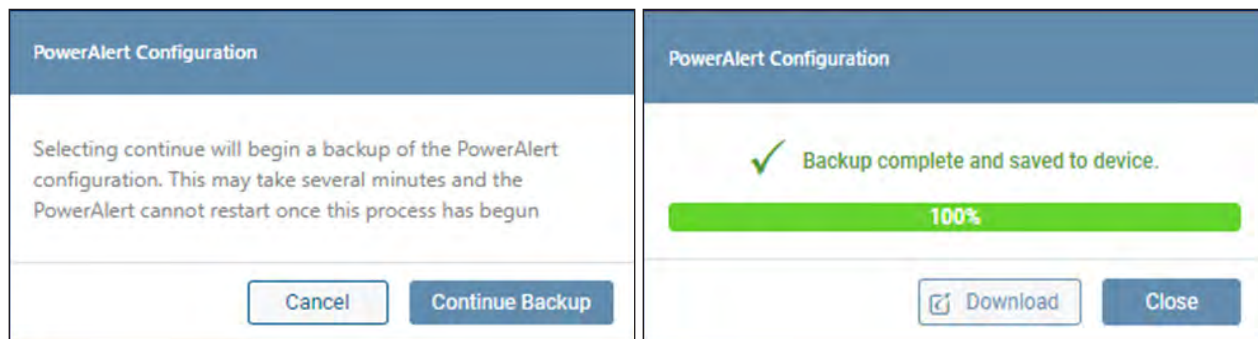 PowerAlert Configuration
Selecting continue will begin a backup of the PowerAlert
configuration. This may take several minutes and the
PowerAlert cannot restart once this process has begun
Cancel
Continue Backup
PowerAlert Configuration
Backup complete and saved to device.
100%
Download
Close